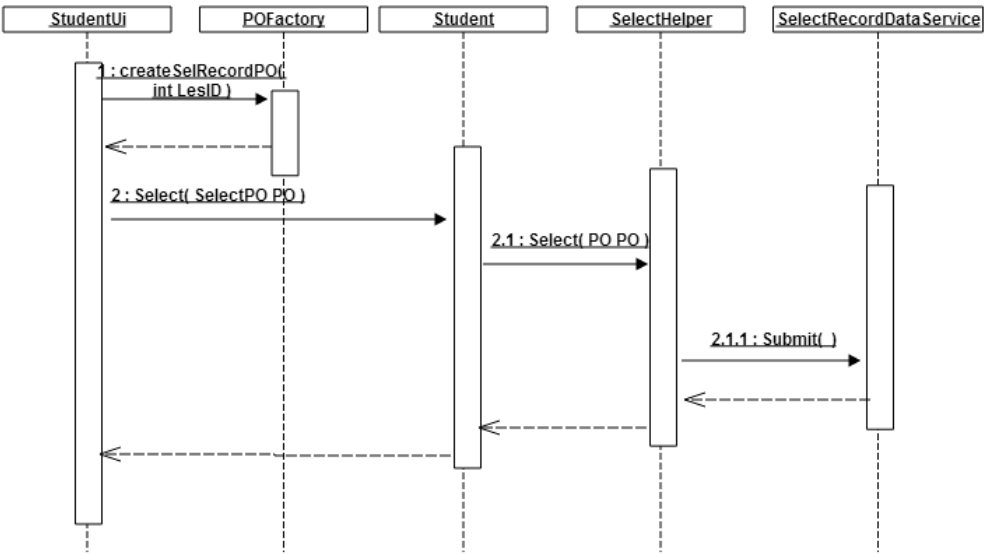 StudentUi
POFactory
Student
SelectHelper
SelectRecordDataService
1 : createSelRecordPO(
int LesID )
2 : Select( SelectPO PO )
2.1 : Select( PO PO )
2.1.1 : Submit( )